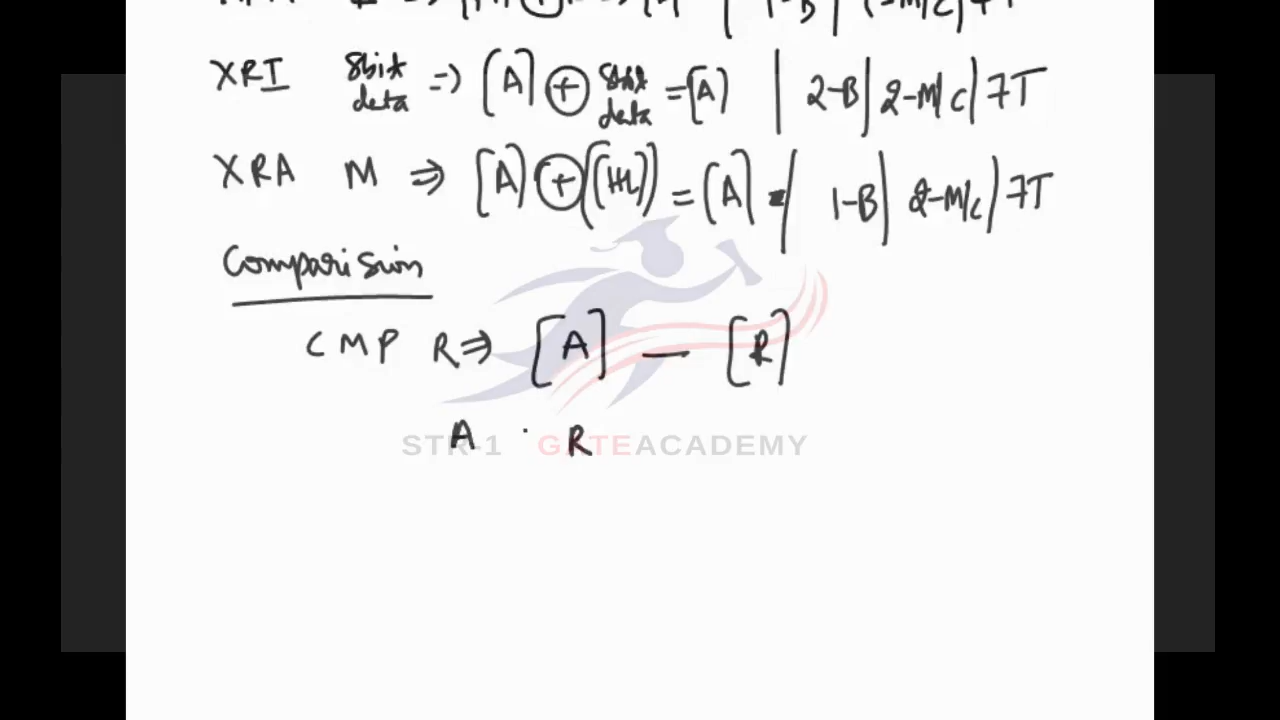 XRI 8bit data => [A] ⊕ 8bit data = [A] | 2-B | 2-M/c | 7T
XRA M => [A] ⊕ [[HL]] = [A] | 1-B | 2-M/c | 7T
Comparision
CMP R => [A] — [R]
A R
STR-1 GATEACADEMY